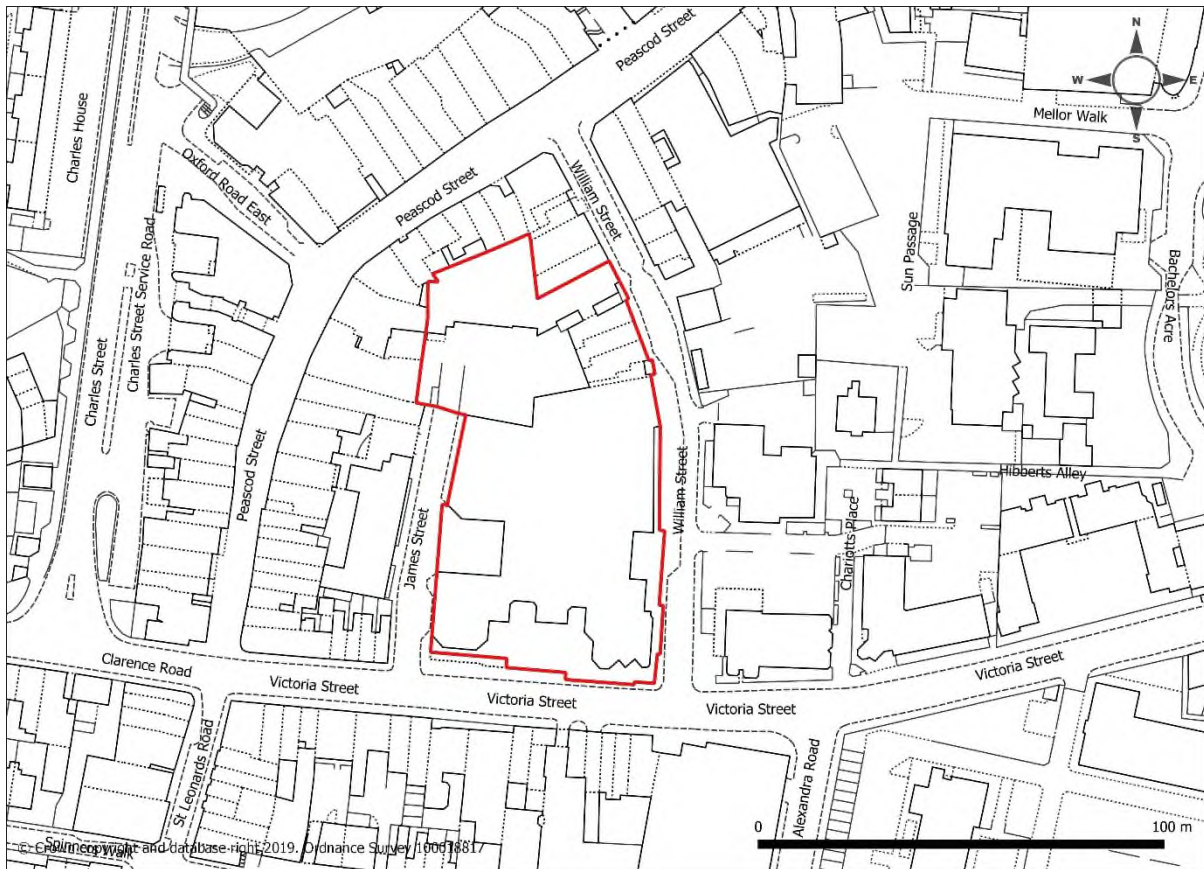 Peascod Street
N
W
E
S
Mellor Walk
Charles House
Oxford Road East
Peascod Street
William Street
Sun Passage
Bachelors Acre
Charles Street Service Road
Charles Street
Peascod Street
James Street
William Street
Hibberts Alley
Chariotts Place
Clarence Road
Victoria Street
Victoria Street
Victoria Street
Victoria Street
St Leonards Road
Alexandra Road
0
100 m
© Crown copyright and database right 2019. Ordnance Survey 100018817
Walk